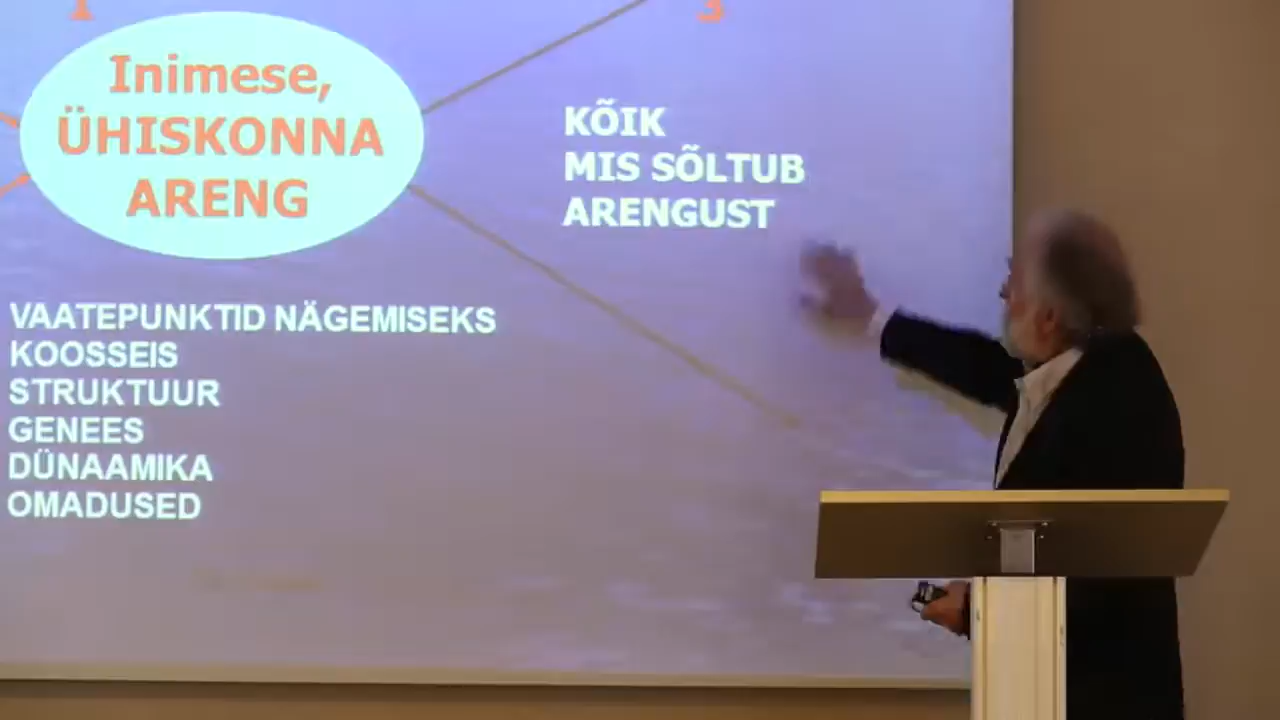 1
3
Inimese,
ÜHISKONNA
ARENG
KÕIK
MIS SÕLTUB
ARENGUST
VAATEPUNKTID NÄGEMISEKS
KOOSSEIS
STRUKTUUR
GENEES
DÜNAAMIKA
OMADUSED